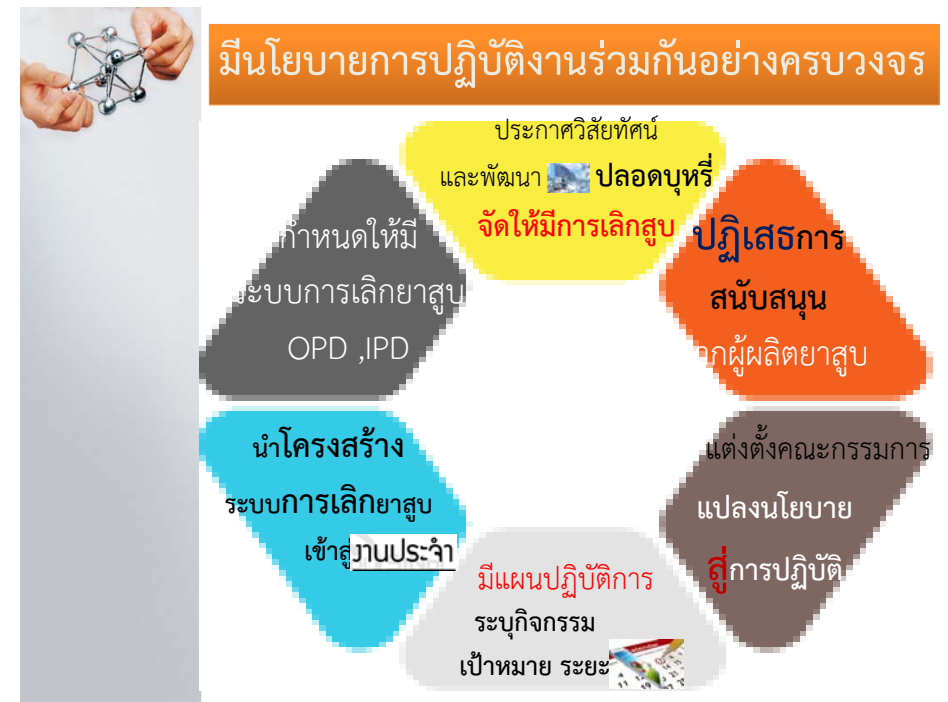 มีนโยบายการปฏิบัติงานร่วมกันอย่างครบวงจร
ประกาศวิสัยทัศน์
และพัฒนา ปลอดบุหรี่
จัดให้มีการเลิกสูบ
ปฏิเสธการ
สนับสนุน
ากผู้ผลิตยาสูบ
แต่งตั้งคณะกรรมการ
แปลงนโยบาย
สู่การปฏิบัติ
มีแผนปฏิบัติการ
ระบุกิจกรรม
เป้าหมาย ระยะ
นำโครงสร้าง
ระบบการเลิกยาสูบ
เข้าสู่งานประจำ
กำหนดให้มี
ระบบการเลิกยาสูบ
OPD ,IPD